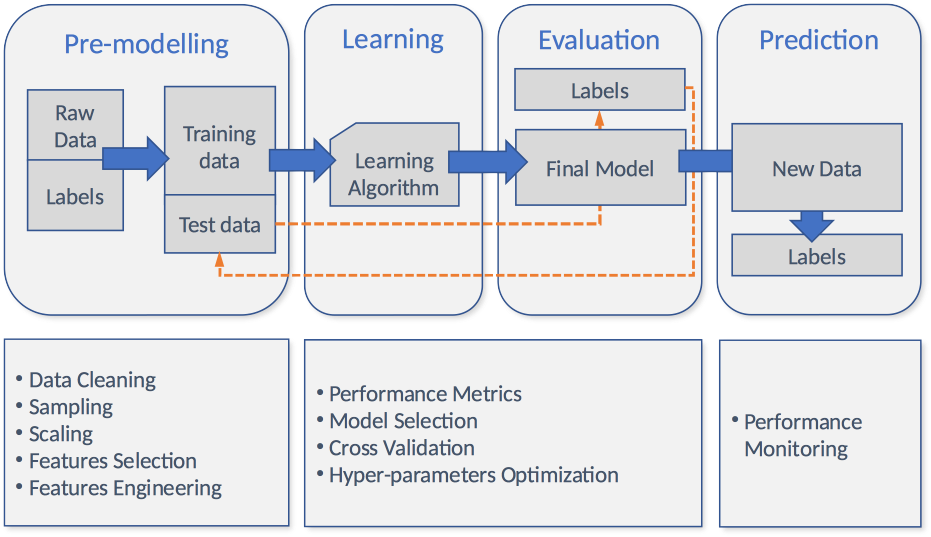 Pre-modelling
Raw
Data
Labels
Training
data
Test data
Learning
Learning
Algorithm
Evaluation
Labels
Final Model
Prediction
New Data
Labels
• Data Cleaning
• Sampling
• Scaling
• Features Selection
• Features Engineering
• Performance Metrics
• Model Selection
• Cross Validation
• Hyper-parameters Optimization
• Performance
Monitoring